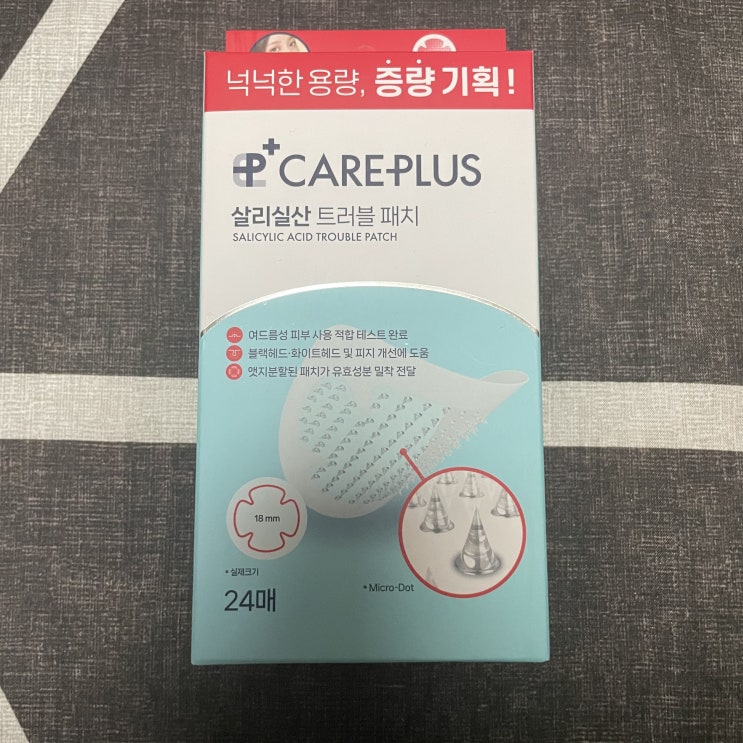 넉넉한 용량, 증량 기획!
CAREPLUS
살리실산 트러블 패치
SALICYLIC ACID TROUBLE PATCH
여드름성 피부 사용 적합 테스트 완료
블랙헤드·화이트헤드 및 피지 개선에 도움
앳지분할된 패치가 유효성분 밀착 전달
18 mm
* 실제크기
* Micro-Dot
24매